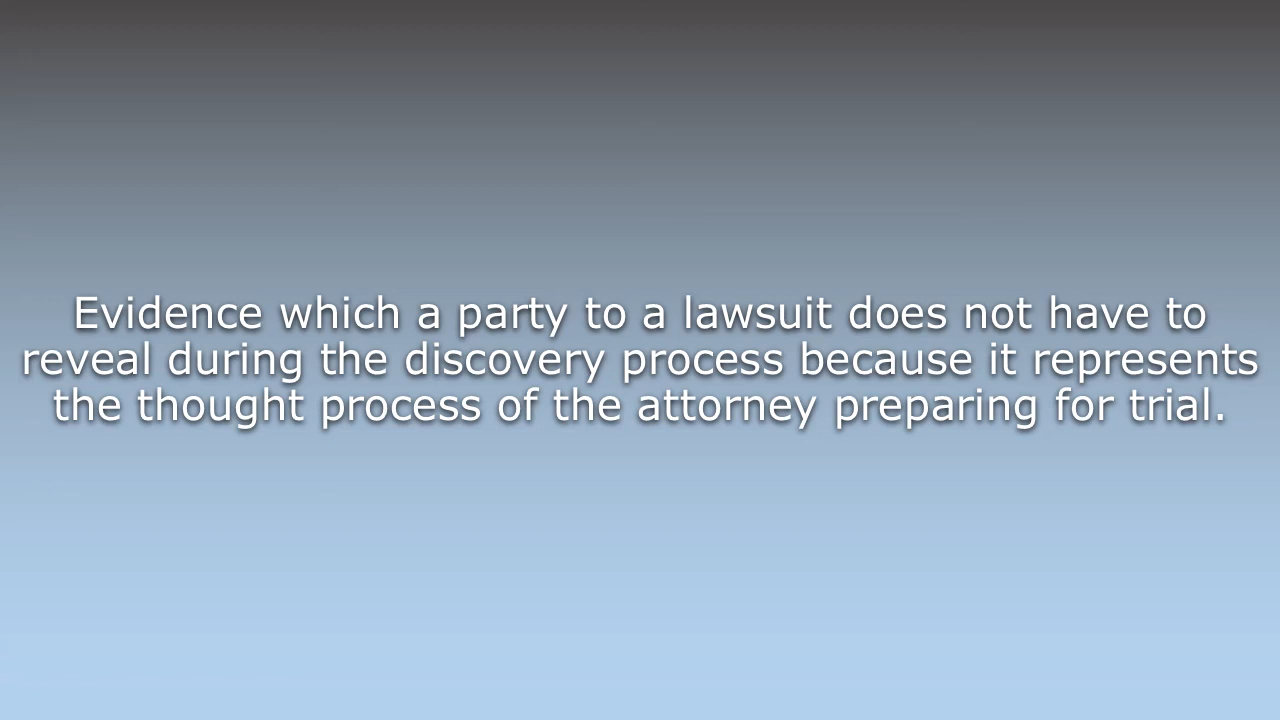 Evidence which a party to a lawsuit does not have to
reveal during the discovery process because it represents
the thought process of the attorney preparing for trial.